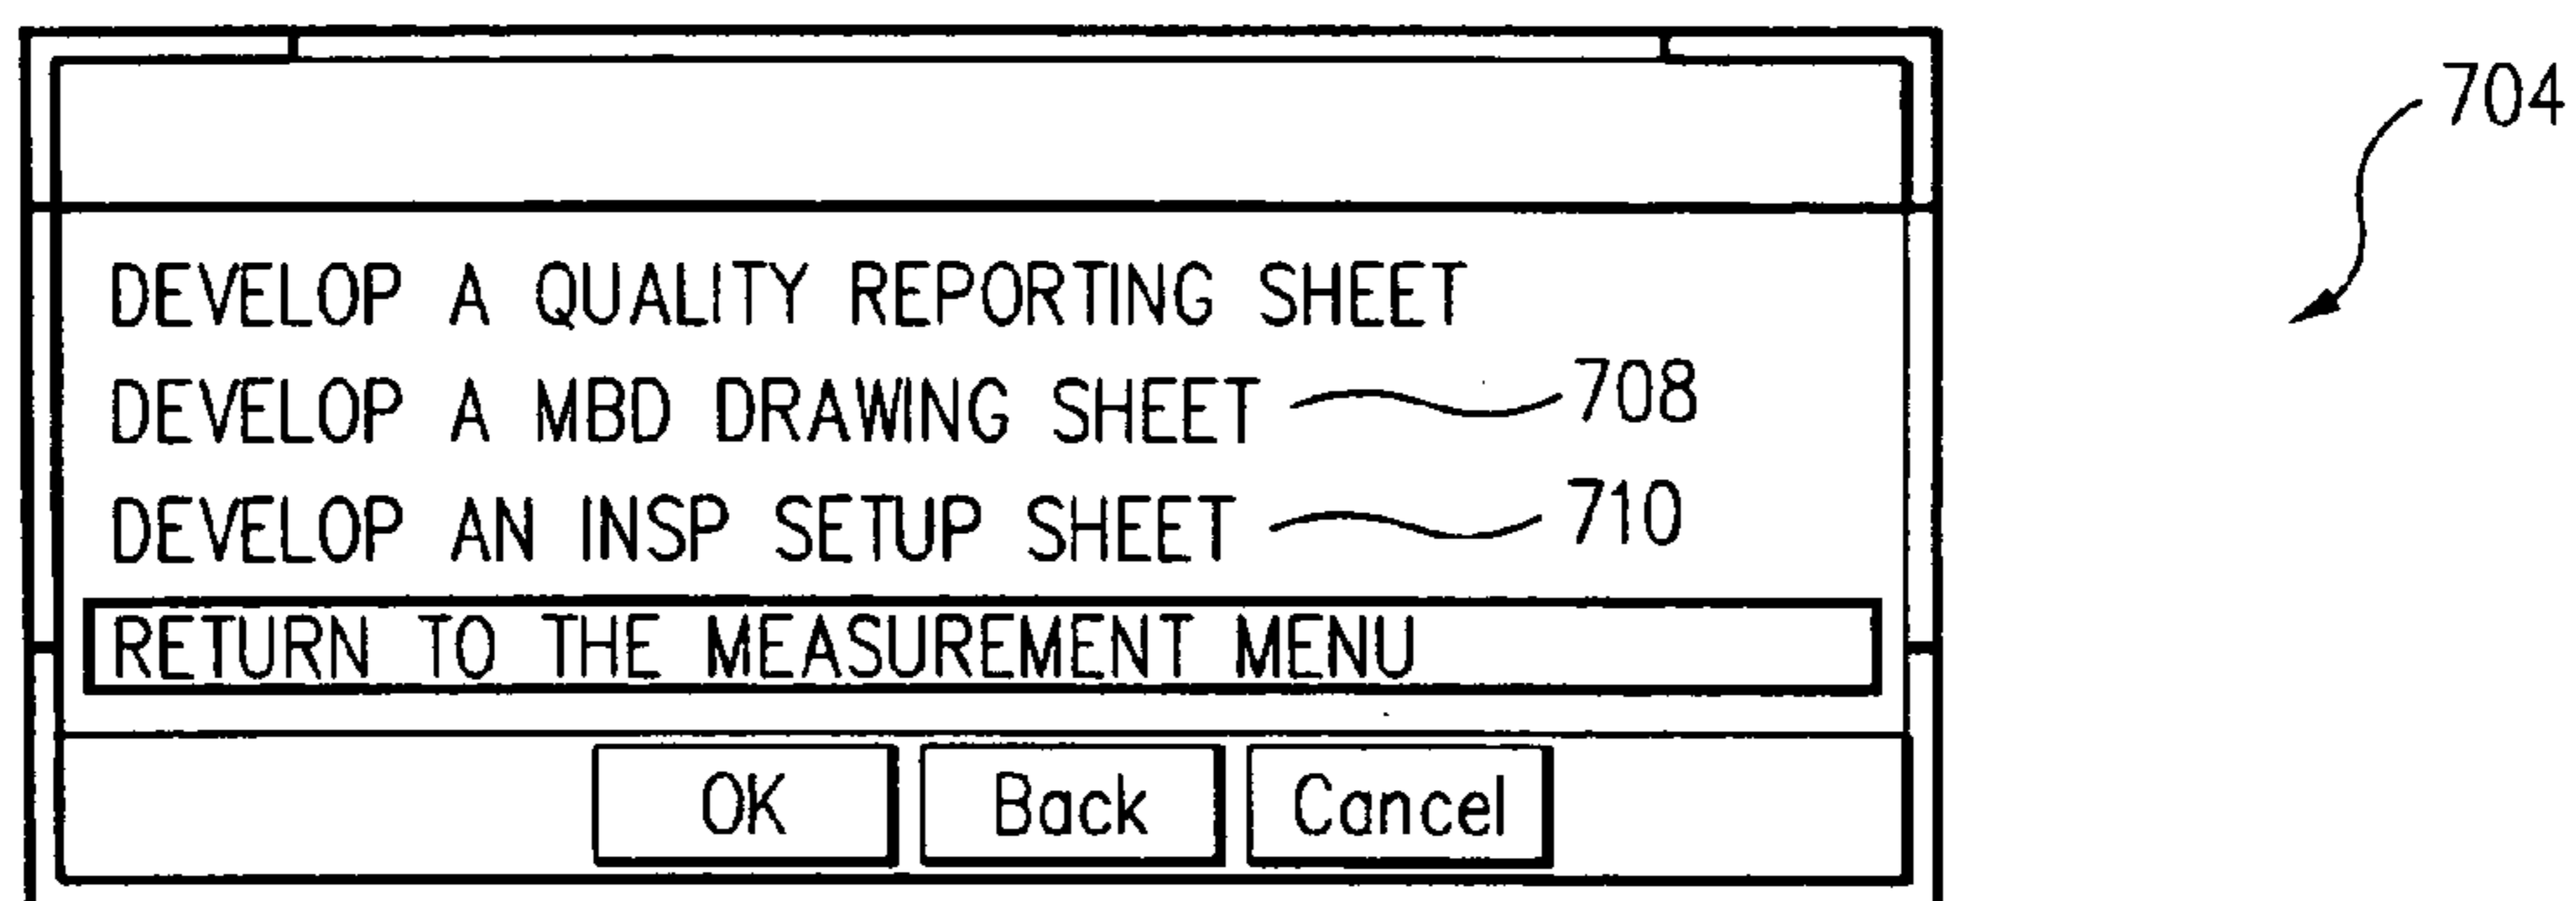 704
DEVELOP A QUALITY REPORTING SHEET
DEVELOP A MBD DRAWING SHEET 708
DEVELOP AN INSP SETUP SHEET 710
RETURN TO THE MEASUREMENT MENU
OK Back Cancel